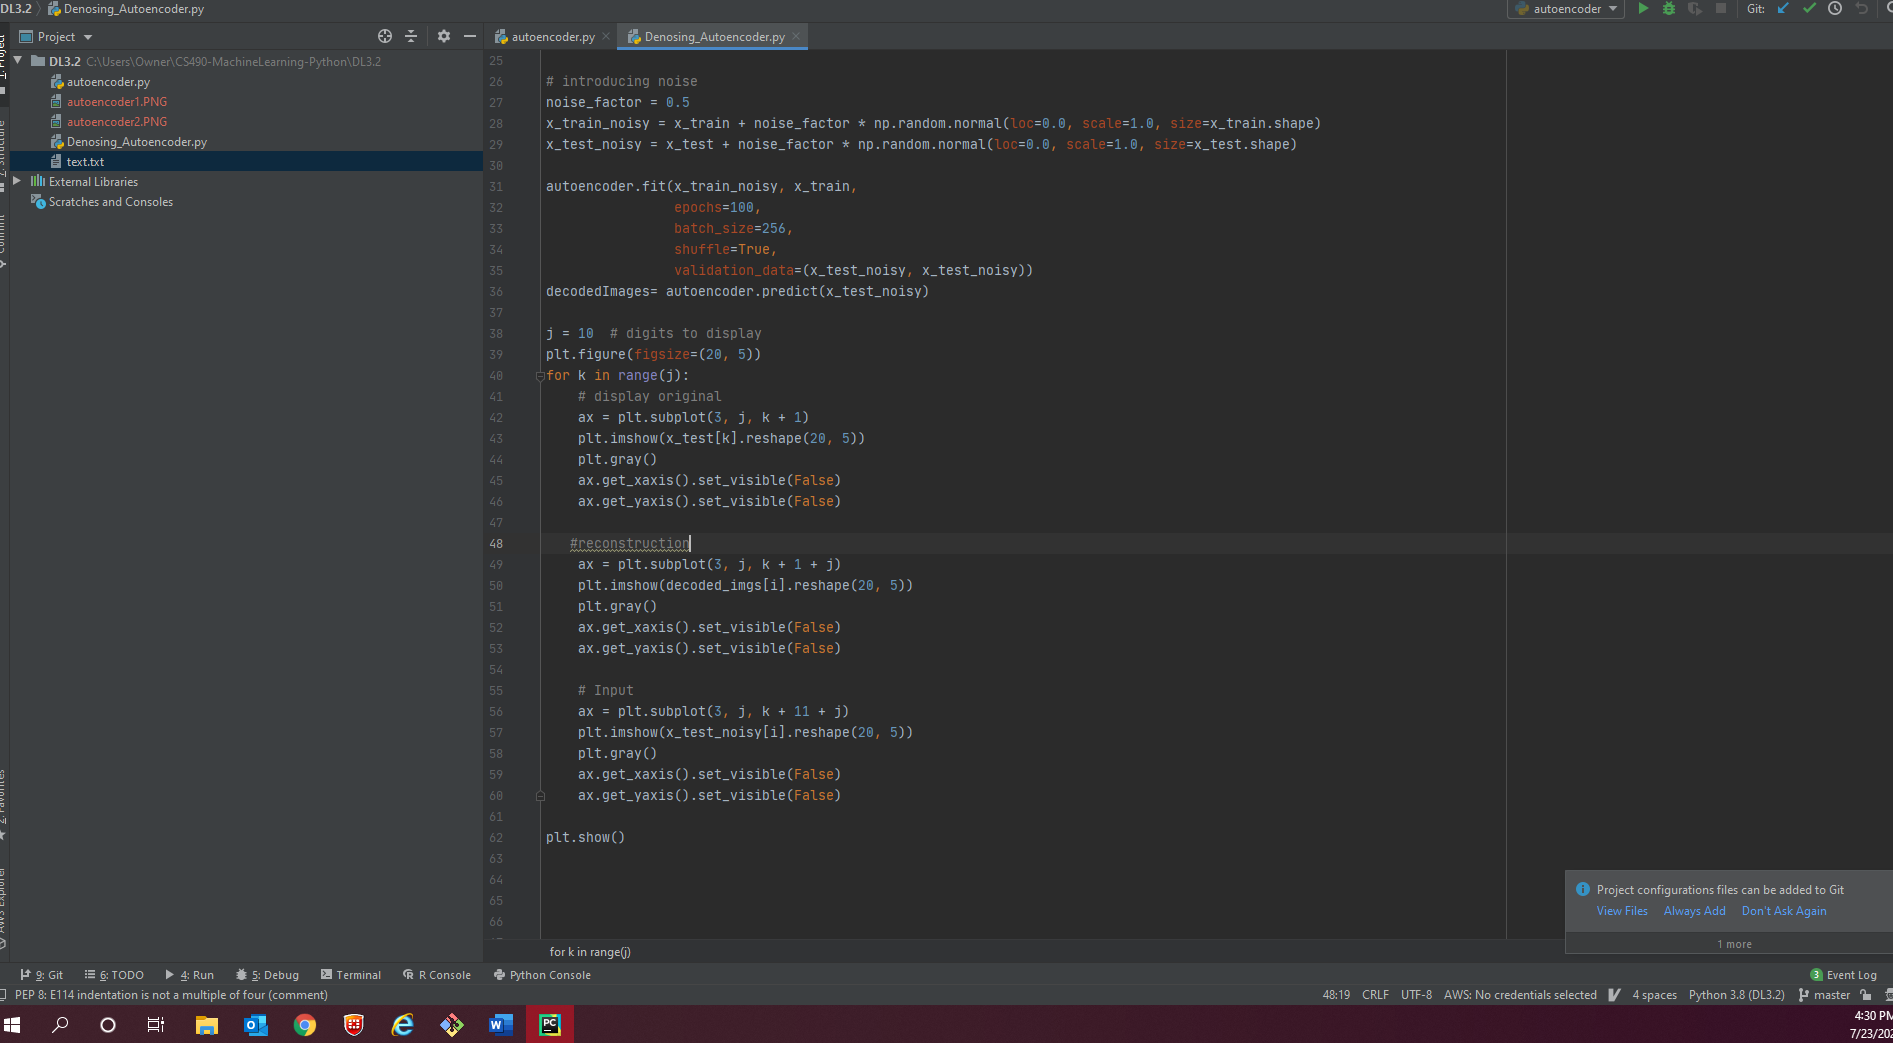 DL3.2
Denosing_Autoencoder.py
autoencoder
Git:
Project
autoencoder.py
Denosing_Autoencoder.py
DL3.2 C:\Users\Owner\CS490-MachineLearning-Python\DL3.2
autoencoder.py
autoencoder1.PNG
autoencoder2.PNG
Denosing_Autoencoder.py
text.txt
External Libraries
Scratches and Consoles
25
26 # introducing noise
27 noise_factor = 0.5
28 x_train_noisy = x_train + noise_factor * np.random.normal(loc=0.0, scale=1.0, size=x_train.shape)
29 x_test_noisy = x_test + noise_factor * np.random.normal(loc=0.0, scale=1.0, size=x_test.shape)
30
31 autoencoder.fit(x_train_noisy, x_train,
32 epochs=100,
33 batch_size=256,
34 shuffle=True,
35 validation_data=(x_test_noisy, x_test_noisy))
36 decodedImages= autoencoder.predict(x_test_noisy)
37
38 j = 10  # digits to display
39 plt.figure(figsize=(20, 5))
40 for k in range(j):
41 # display original
42 ax = plt.subplot(3, j, k + 1)
43 plt.imshow(x_test[k].reshape(20, 5))
44 plt.gray()
45 ax.get_xaxis().set_visible(False)
46 ax.get_yaxis().set_visible(False)
47
48 #reconstruction
49 ax = plt.subplot(3, j, k + 1 + j)
50 plt.imshow(decoded_imgs[i].reshape(20, 5))
51 plt.gray()
52 ax.get_xaxis().set_visible(False)
53 ax.get_yaxis().set_visible(False)
54
55 # Input
56 ax = plt.subplot(3, j, k + 11 + j)
57 plt.imshow(x_test_noisy[i].reshape(20, 5))
58 plt.gray()
59 ax.get_xaxis().set_visible(False)
60 ax.get_yaxis().set_visible(False)
61
62 plt.show()
63
64
65
66
for k in range(j)
Project configurations files can be added to Git
View Files Always Add Don't Ask Again
1 more
9: Git 6: TODO 4: Run 5: Debug Terminal R Console Python Console
3 Event Log
PEP 8: E114 indentation is not a multiple of four (comment)
48:19 CRLF UTF-8 AWS: No credentials selected 4 spaces Python 3.8 (DL3.2) master
4:30 PM